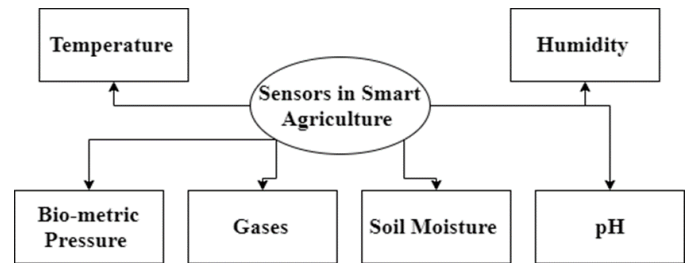 Temperature
Humidity
Sensors in Smart
Agriculture
Bio-metric
Pressure
Gases
Soil Moisture
pH